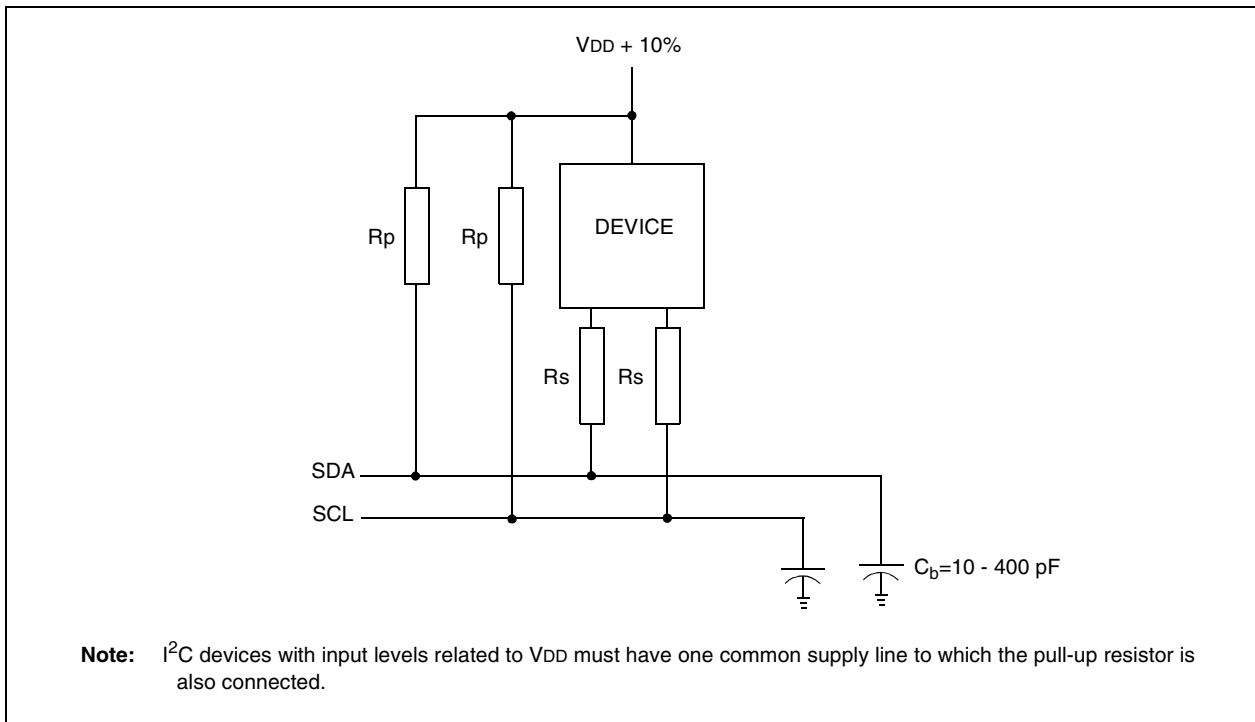 VDD + 10%
Rp
Rp
DEVICE
Rs
Rs
SDA
SCL
Cb=10 - 400 pF
Note: I2C devices with input levels related to VDD must have one common supply line to which the pull-up resistor is
also connected.